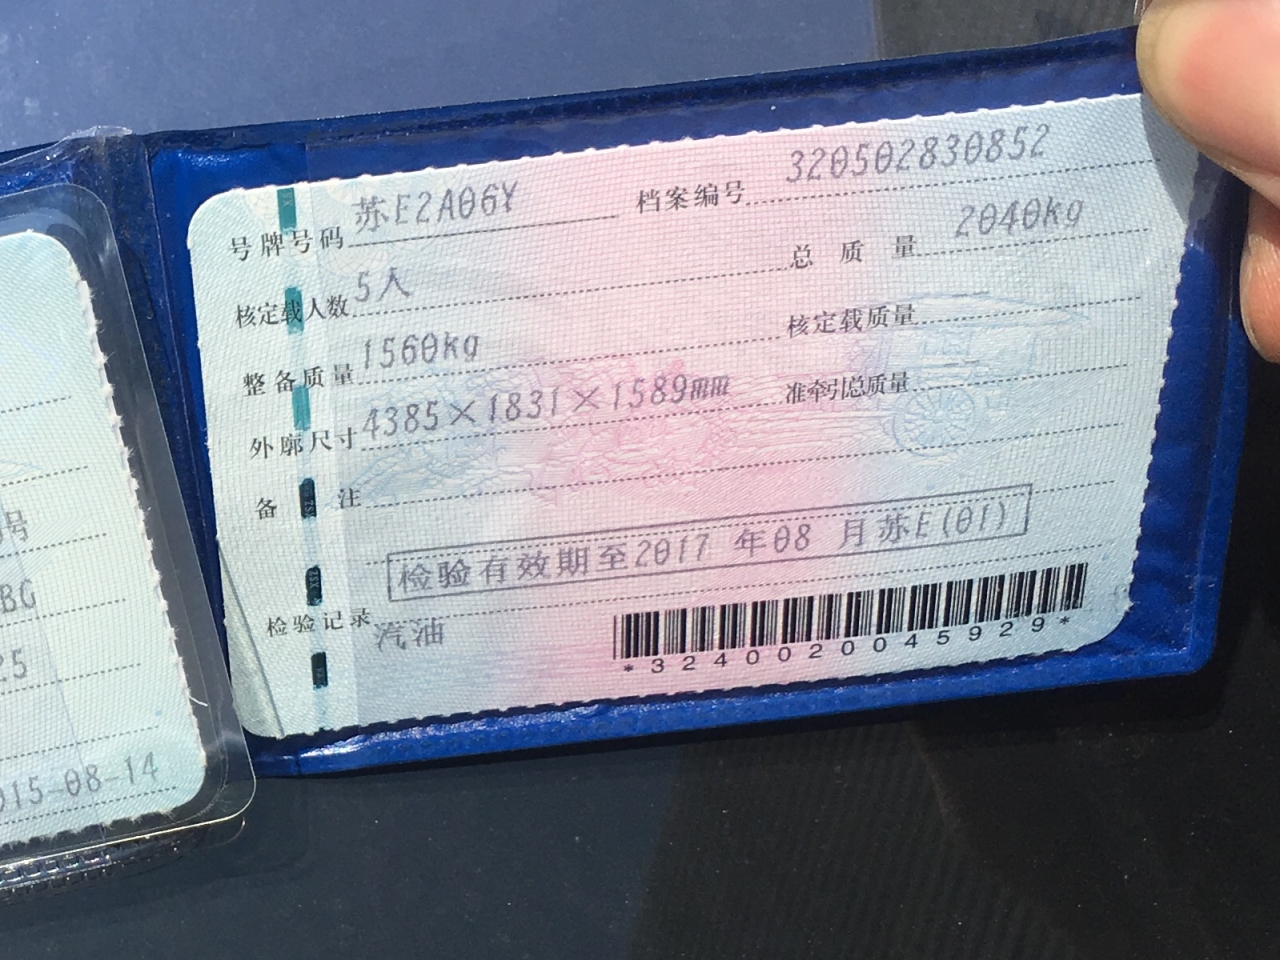 号牌号码 苏E2A06Y 档案编号 320502830852
核定载人数 5人 总质量 2040kg
整备质量 1560kg 核定载质量
外廓尺寸 4385×1831×1589mm 准牵引总质量
备注
检验有效期至2017 年08 月苏E(01)
检验记录 汽油
*3240020045929*
号
BG
25
015-08-14